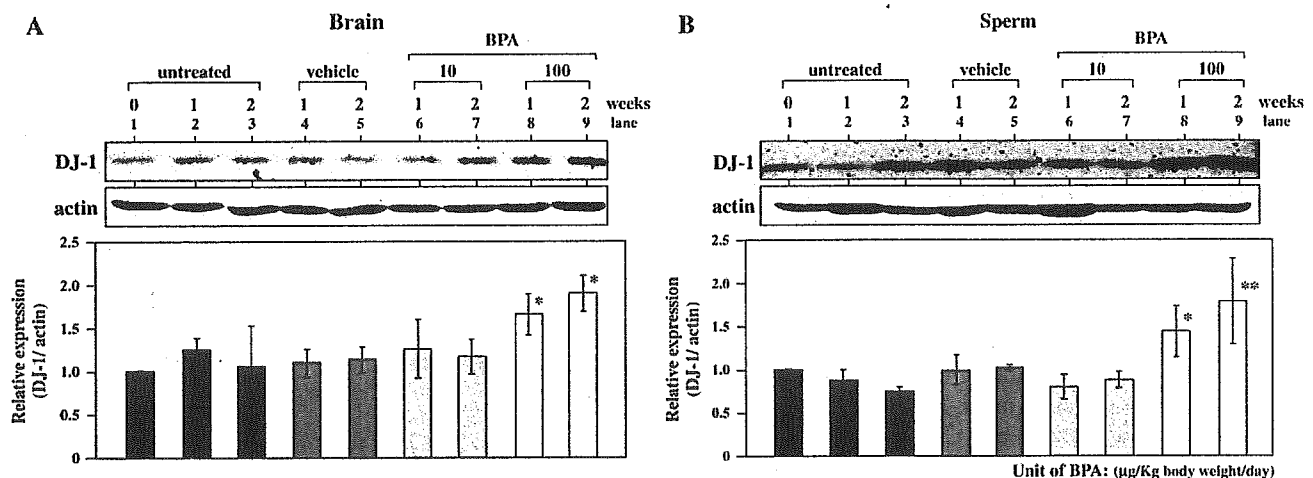 A
Brain
BPA
untreated vehicle 10 100
0 1 2 1 2 1 2 1 2 weeks
1 2 3 4 5 6 7 8 9 lane
DJ-1
actin
Relative expression
(DJ-1/ actin)
2.5
2.0
1.5
1.0
0.5
0
* *
B
Sperm
BPA
untreated vehicle 10 100
0 1 2 1 2 1 2 1 2 weeks
1 2 3 4 5 6 7 8 9 lane
DJ-1
actin
Relative expression
(DJ-1/ actin)
2.5
2.0
1.5
1.0
0.5
0
* **
Unit of BPA: (µg/Kg body weight/day)